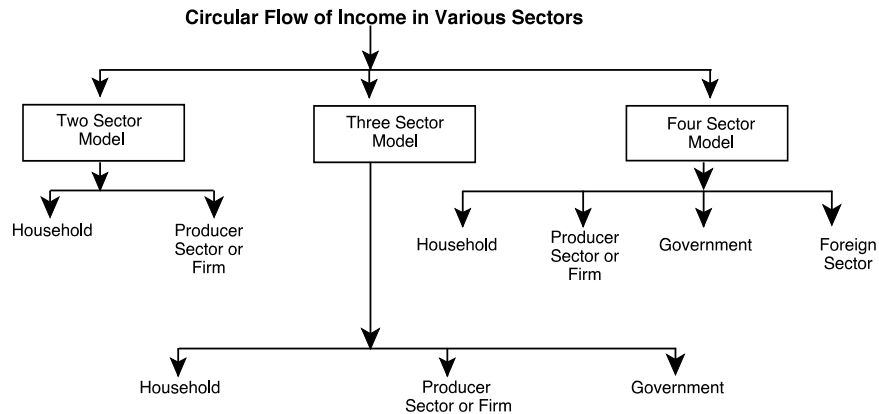 Circular Flow of Income in Various Sectors
Two Sector
Model
Three Sector
Model
Four Sector
Model
Household
Producer
Sector or
Firm
Household
Producer
Sector or
Firm
Government
Foreign
Sector
Household
Producer
Sector or Firm
Government